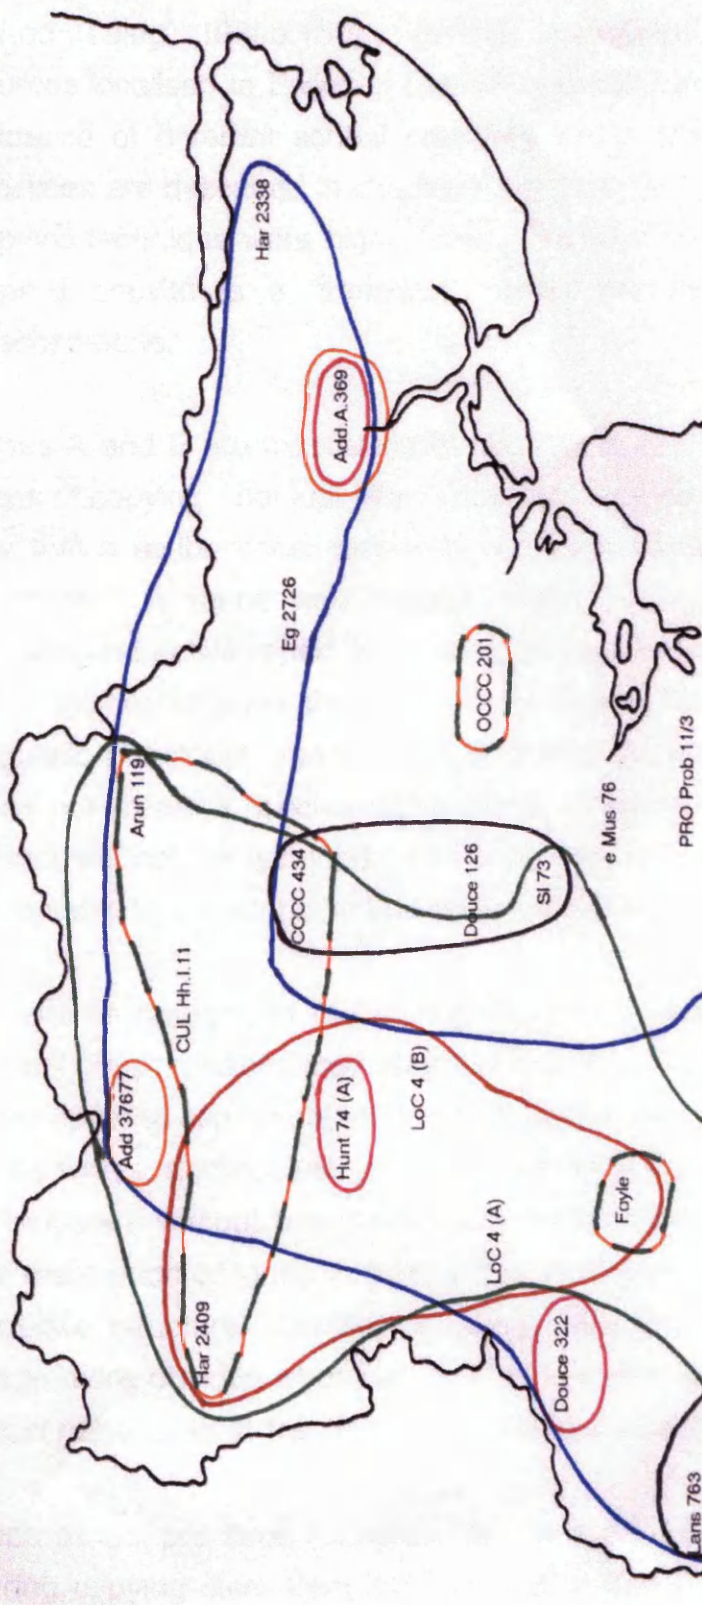 Har 2338
Add.A.369
Eg 2726
OCCC 201
Arun 119
CCCC 434
Douce 126
Sl 73
e Mus 76
PRO Prob 11/3
CUL Hh.I.11
Add 37677
Hunt 74 (A)
LoC 4 (B)
LoC 4 (A)
Foyle
Har 2409
Douce 322
Lans 763